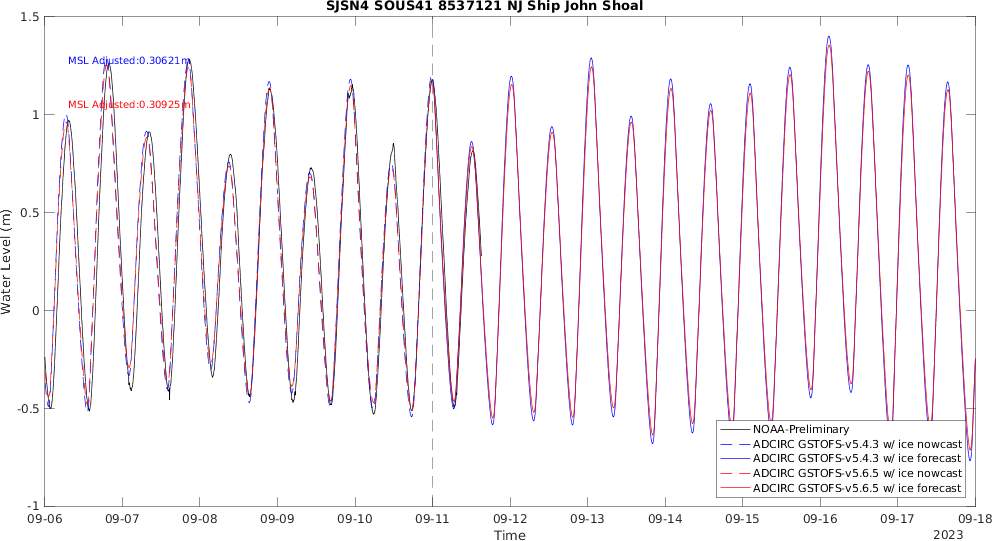 SJSN4 SOUS41 8537121 NJ Ship John Shoal
1.5
MSL Adjusted:0.30621m
MSL Adjusted:0.30925m
1
0.5
0
-0.5
-1
Water Level (m)
NOAA-Preliminary
ADCIRC GSTOFS-v5.4.3 w/ ice nowcast
ADCIRC GSTOFS-v5.4.3 w/ ice forecast
ADCIRC GSTOFS-v5.6.5 w/ ice nowcast
ADCIRC GSTOFS-v5.6.5 w/ ice forecast
09-06 09-07 09-08 09-09 09-10 09-11 09-12 09-13 09-14 09-15 09-16 09-17 09-18
Time
2023